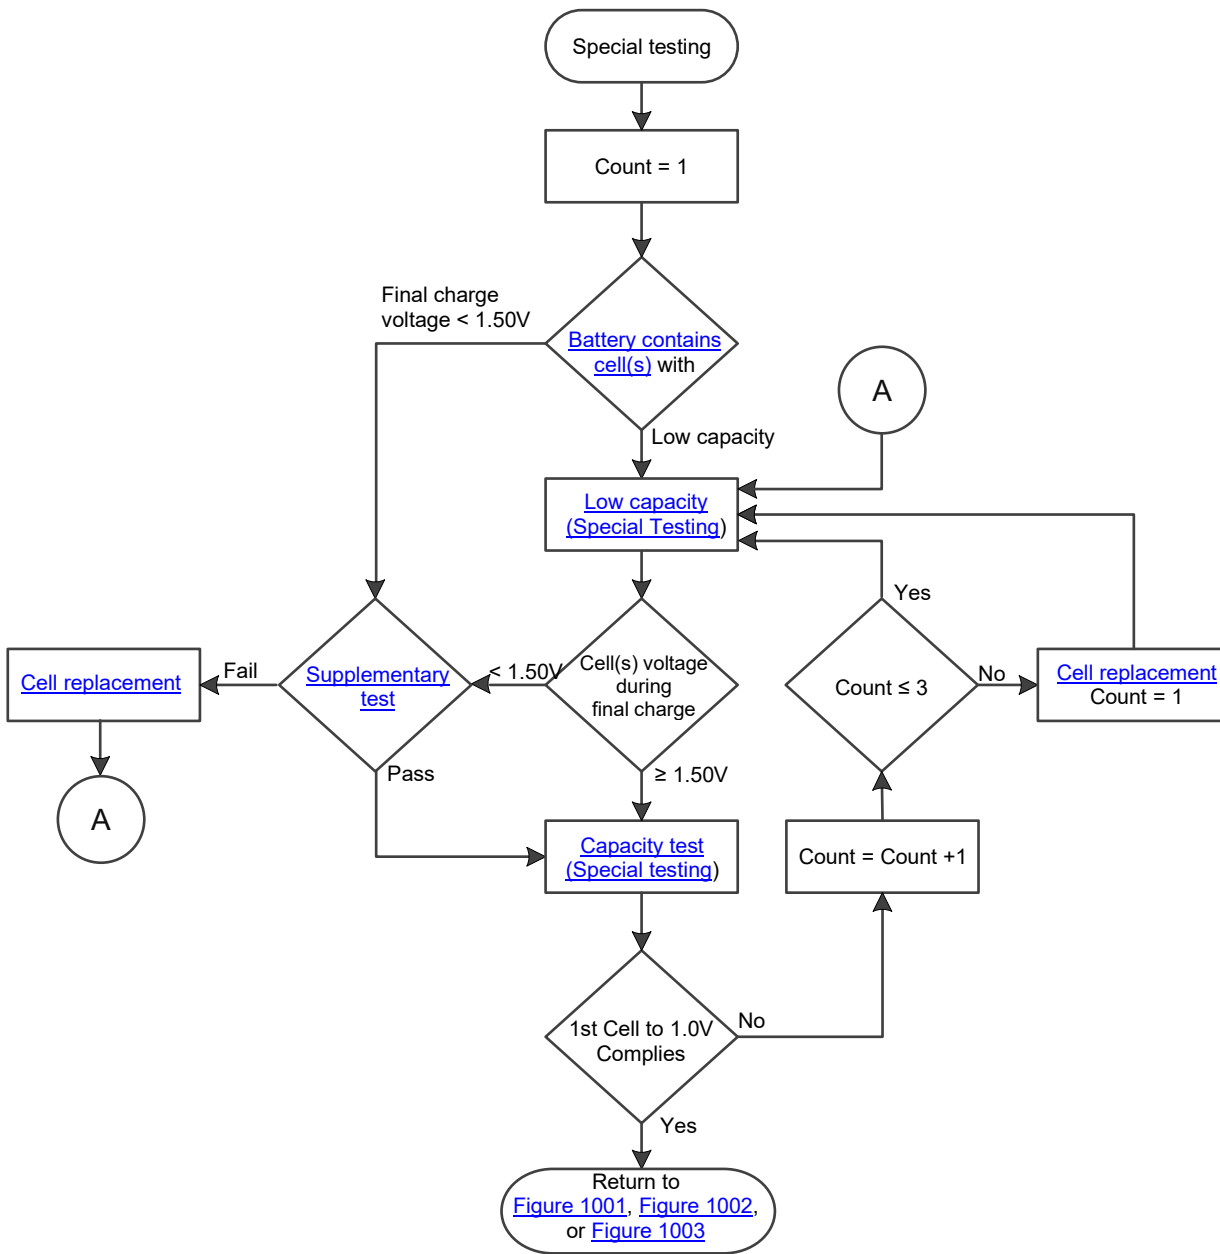 Special testing
Count = 1
Final charge
voltage < 1.50V
Battery contains
cell(s) with
A
Low capacity
Low capacity
(Special Testing)
Yes
Cell replacement
Fail
Supplementary
test
< 1.50V
Cell(s) voltage
during
final charge
Count ≤ 3
No
Cell replacement
Count = 1
Pass
≥ 1.50V
A
Capacity test
(Special testing)
Count = Count +1
1st Cell to 1.0V
Complies
No
Yes
Return to
Figure 1001, Figure 1002,
or Figure 1003